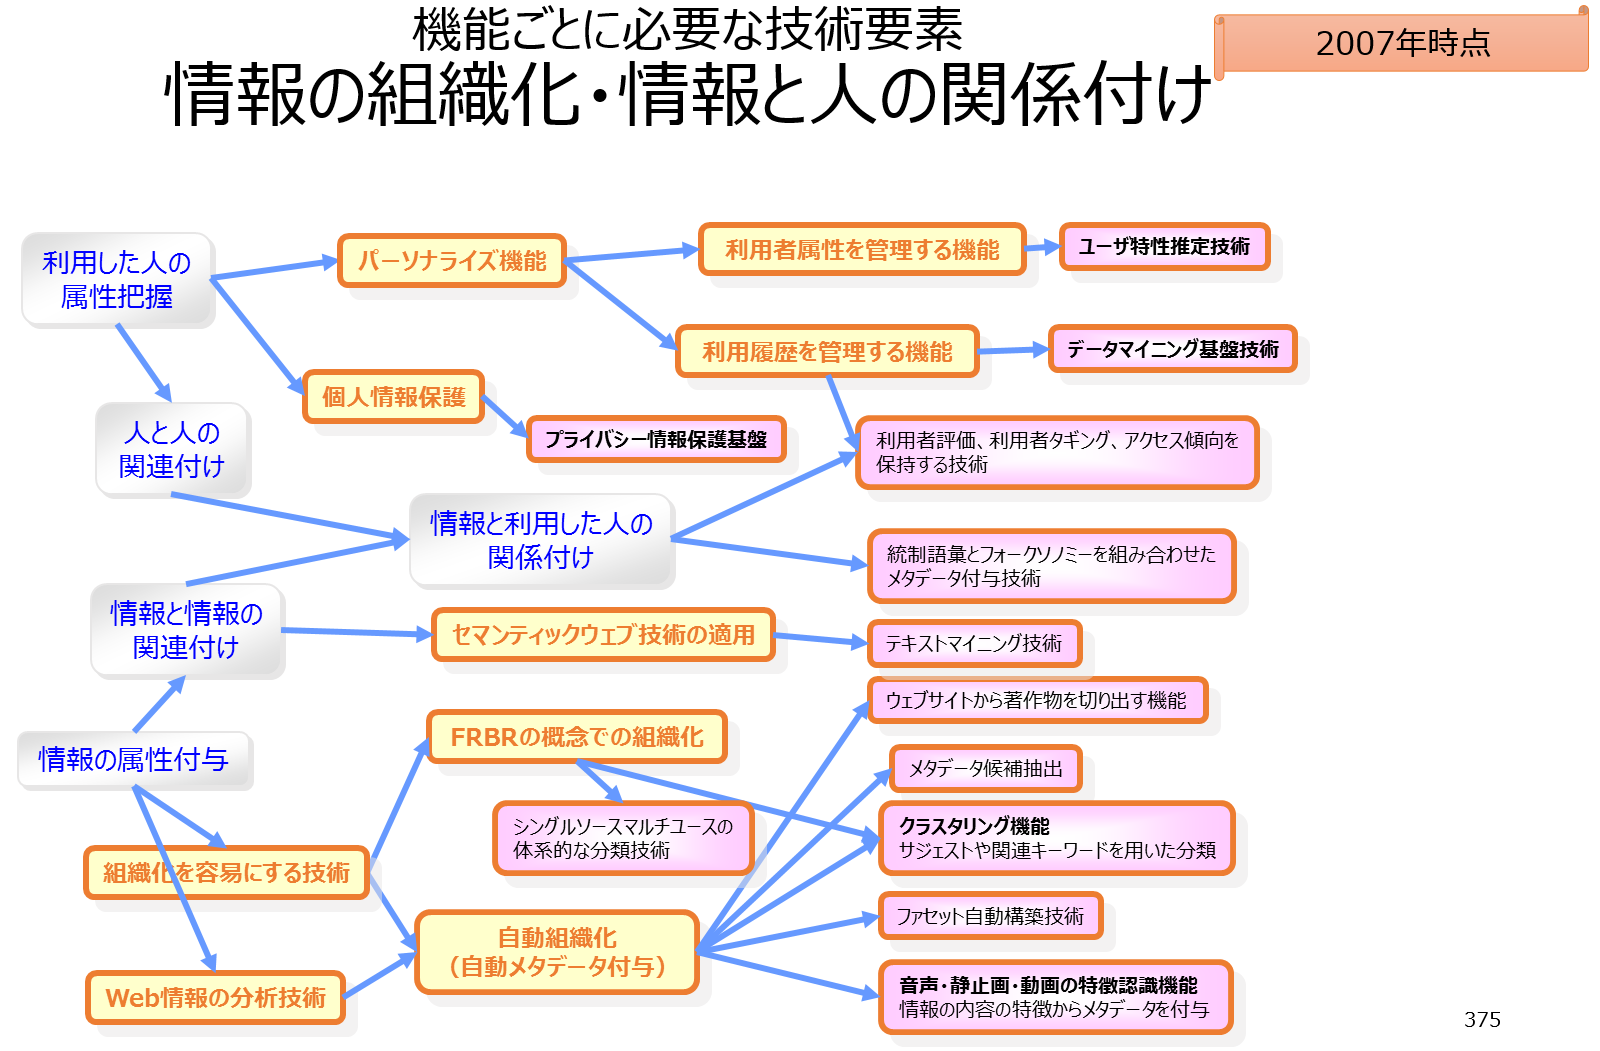 機能ごとに必要な技術要素
情報の組織化・情報と人の関係付け
2007年時点
利用した人の
属性把握
パーソナライズ機能
利用者属性を管理する機能
ユーザ特性推定技術
利用履歴を管理する機能
データマイニング基盤技術
個人情報保護
プライバシー情報保護基盤
人と人の
関連付け
利用者評価、利用者タギング、アクセス傾向を
保持する技術
情報と利用した人の
関係付け
統制語彙とフォークソノミーを組み合わせた
メタデータ付与技術
情報と情報の
関連付け
セマンティックウェブ技術の適用
テキストマイニング技術
ウェブサイトから著作物を切り出す機能
情報の属性付与
FRBRの概念での組織化
メタデータ候補抽出
シングルソースマルチユースの
体系的な分類技術
クラスタリング機能
サジェストや関連キーワードを用いた分類
組織化を容易にする技術
ファセット自動構築技術
自動組織化
（自動メタデータ付与）
Web情報の分析技術
音声・静止画・動画の特徴認識機能
情報の内容の特徴からメタデータを付与
375